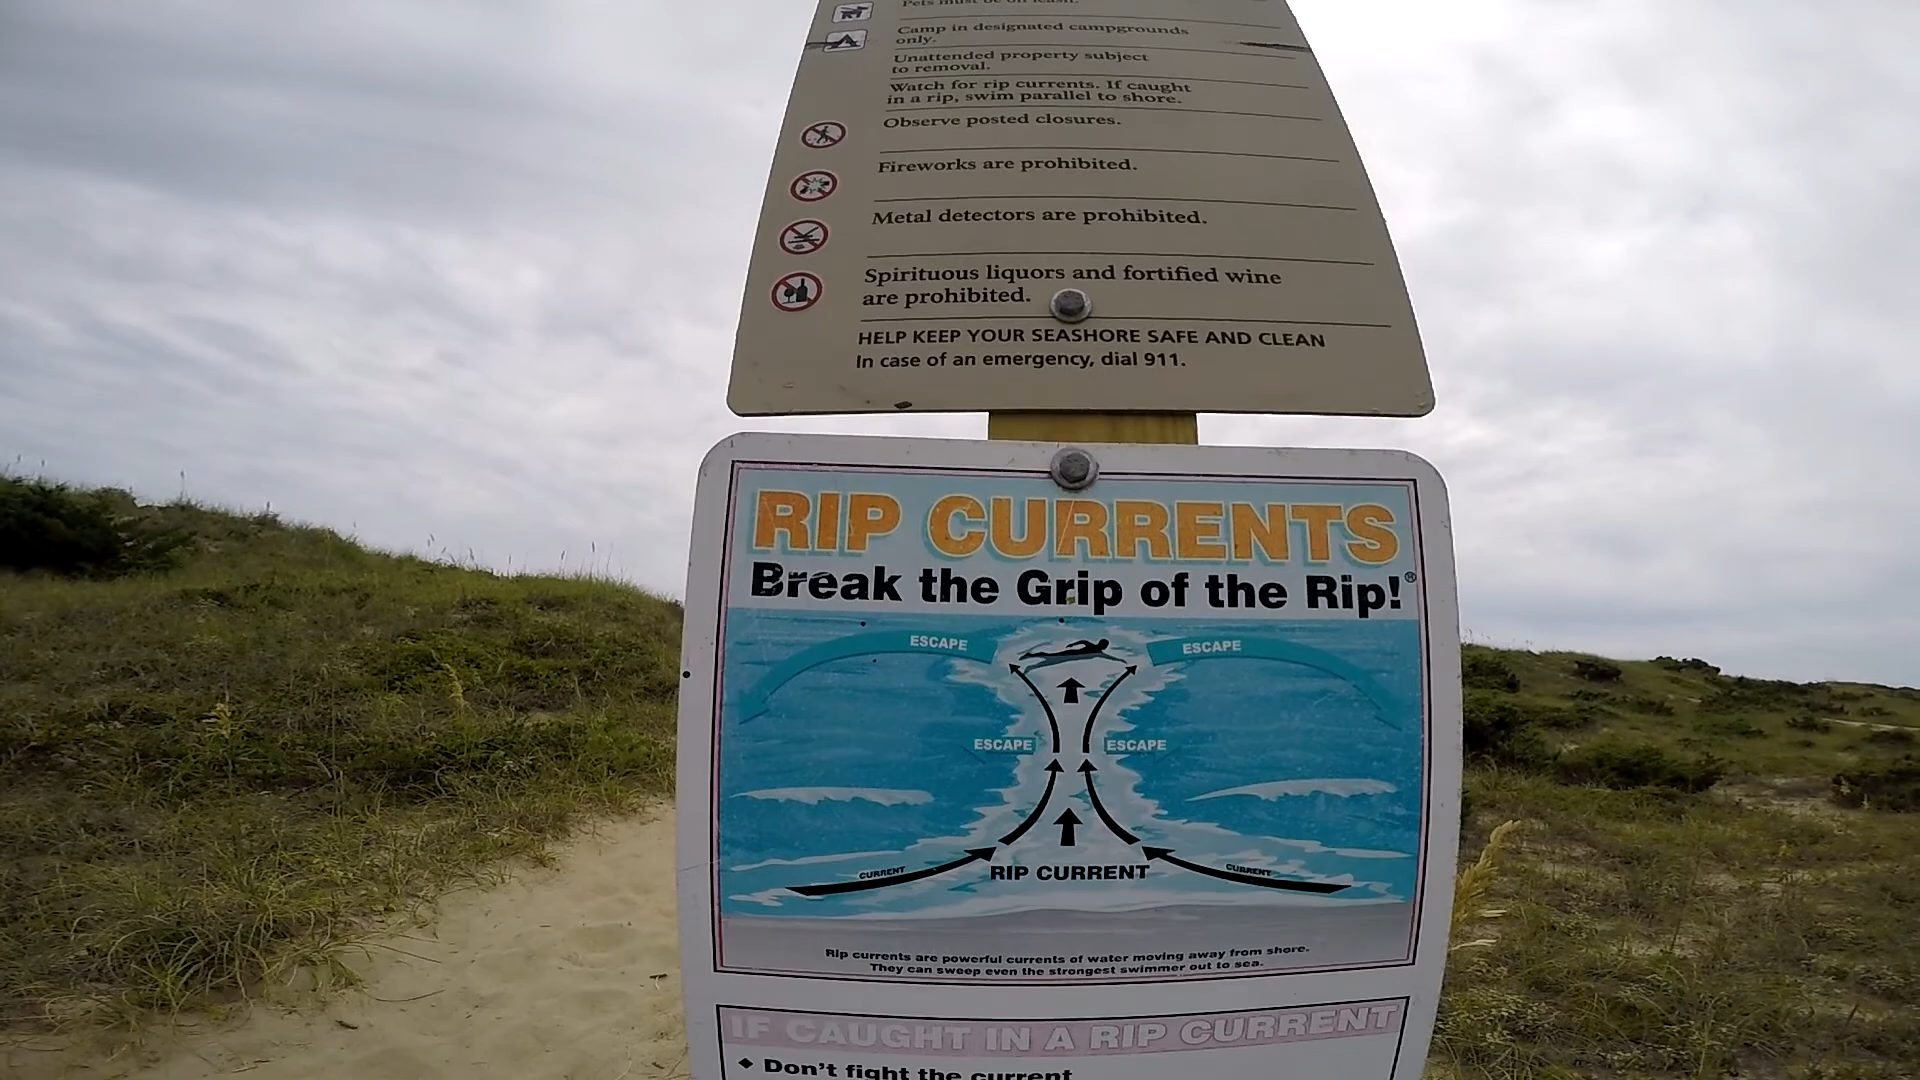 Pets must be on leash.
Camp in designated campgrounds
only.
Unattended property subject
to removal.
Watch for rip currents. If caught
in a rip, swim parallel to shore.
Observe posted closures.
Fireworks are prohibited.
Metal detectors are prohibited.
Spirituous liquors and fortified wine
are prohibited.
HELP KEEP YOUR SEASHORE SAFE AND CLEAN
In case of an emergency, dial 911.
RIP CURRENTS
Break the Grip of the Rip!®
ESCAPE ESCAPE
ESCAPE ESCAPE
CURRENT RIP CURRENT CURRENT
Rip currents are powerful currents of water moving away from shore.
They can sweep even the strongest swimmer out to sea.
IF CAUGHT IN A RIP CURRENT
◆ Don't fight the current